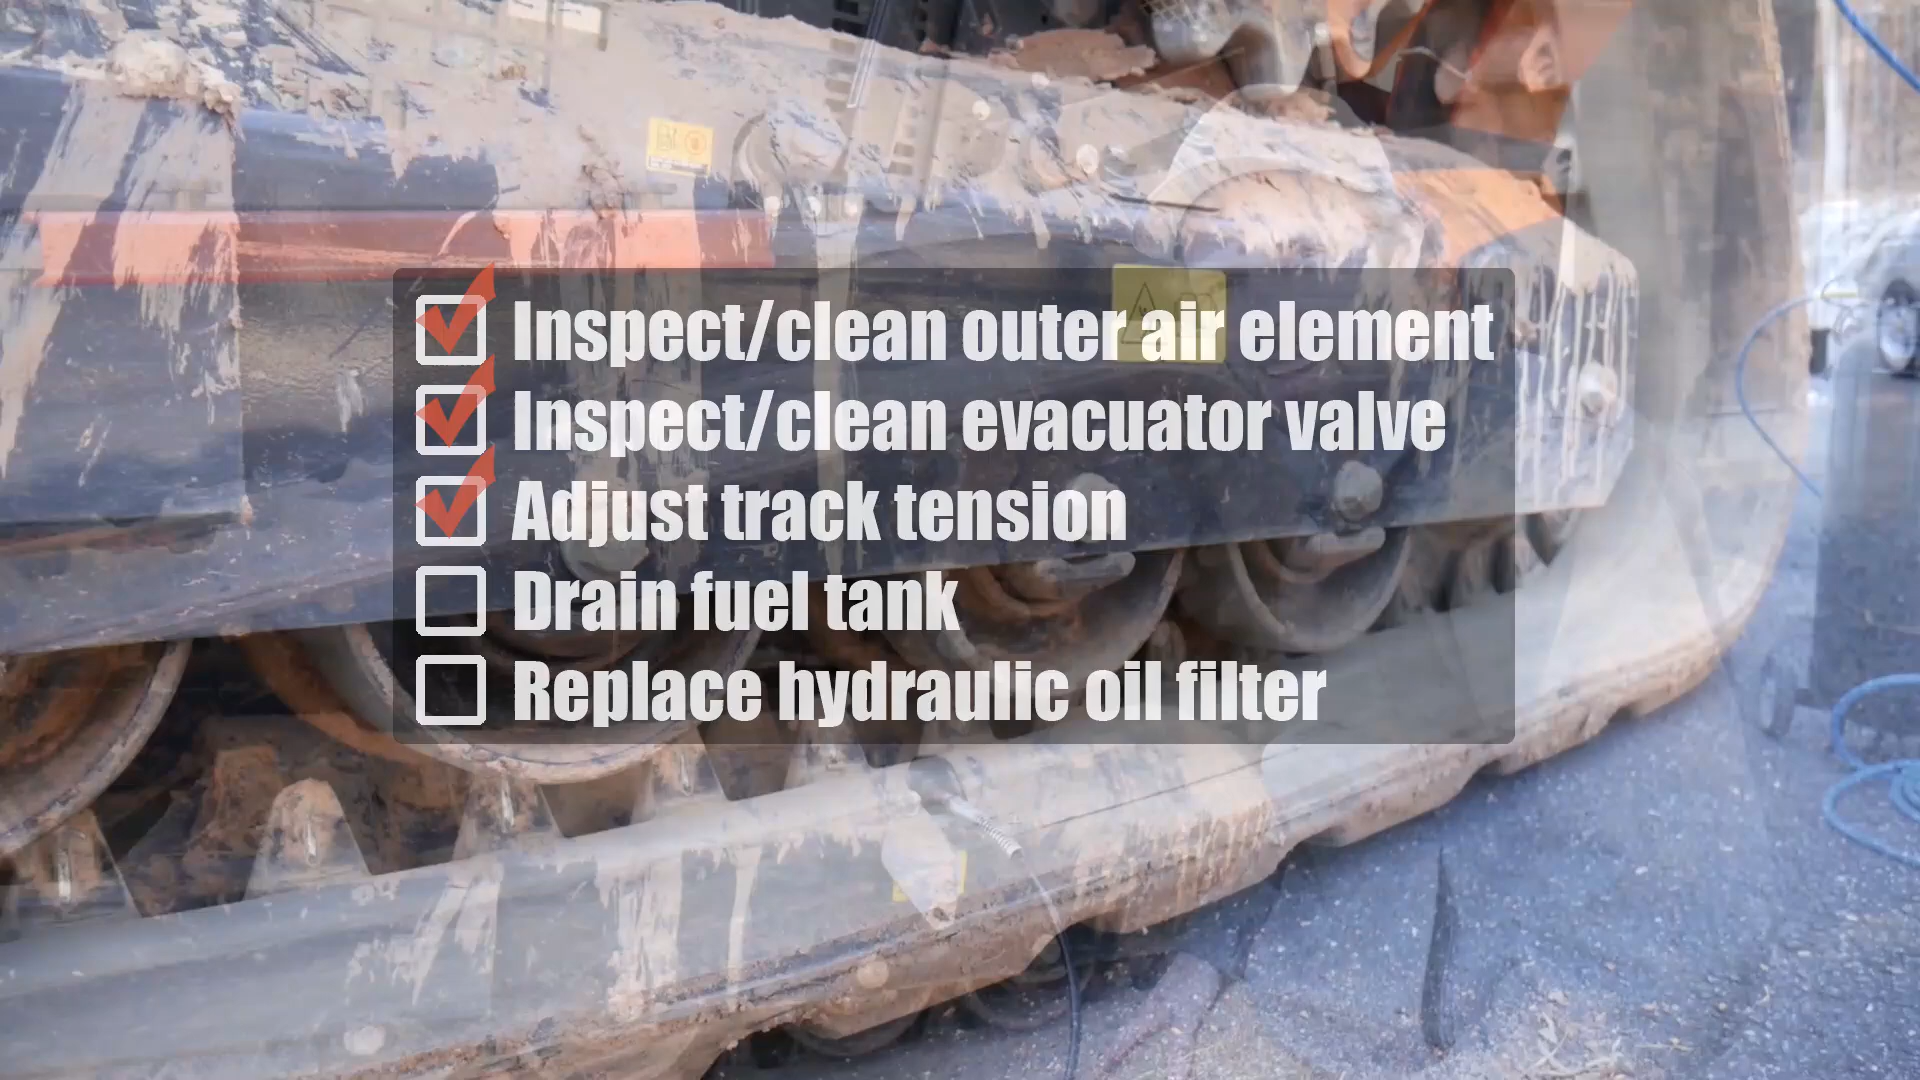 Inspect/clean outer air element
Inspect/clean evacuator valve
Adjust track tension
Drain fuel tank
Replace hydraulic oil filter